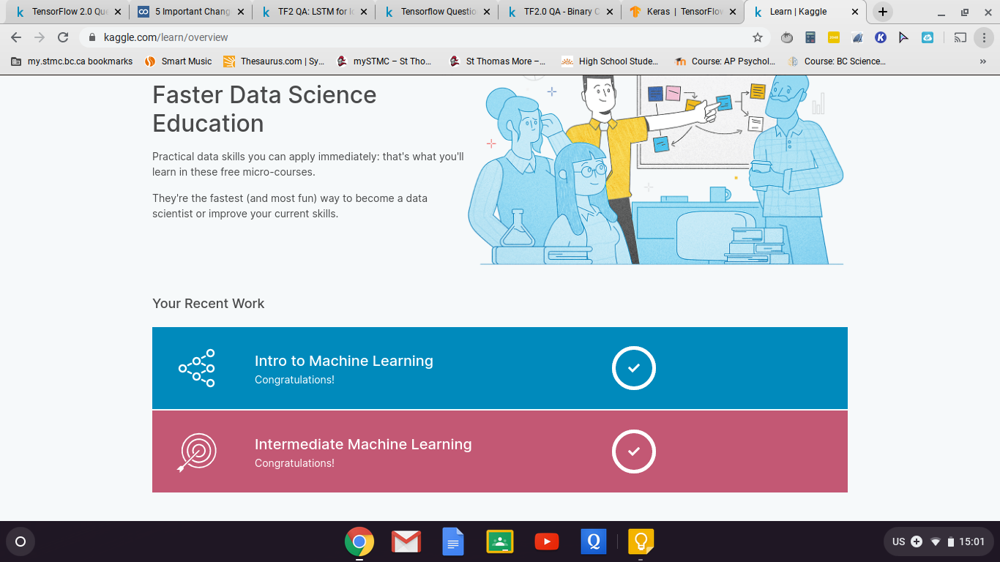 TensorFlow 2.0 Que
5 Important Chang
TF2 QA: LSTM for
Tensorflow Questio
TF2.0 QA - Binary C
Keras | TensorFlow
Learn | Kaggle
kaggle.com/learn/overview
my.stmc.bc.ca bookmarks
Smart Music
Thesaurus.com | Sy...
mySTMC – St Tho...
St Thomas More –...
High School Stude...
Course: AP Psychol...
Course: BC Science...
»
Faster Data Science
Education
Practical data skills you can apply immediately: that's what you'll
learn in these free micro-courses.
They're the fastest (and most fun) way to become a data
scientist or improve your current skills.
Your Recent Work
Intro to Machine Learning
Congratulations!
Intermediate Machine Learning
Congratulations!
US
15:01